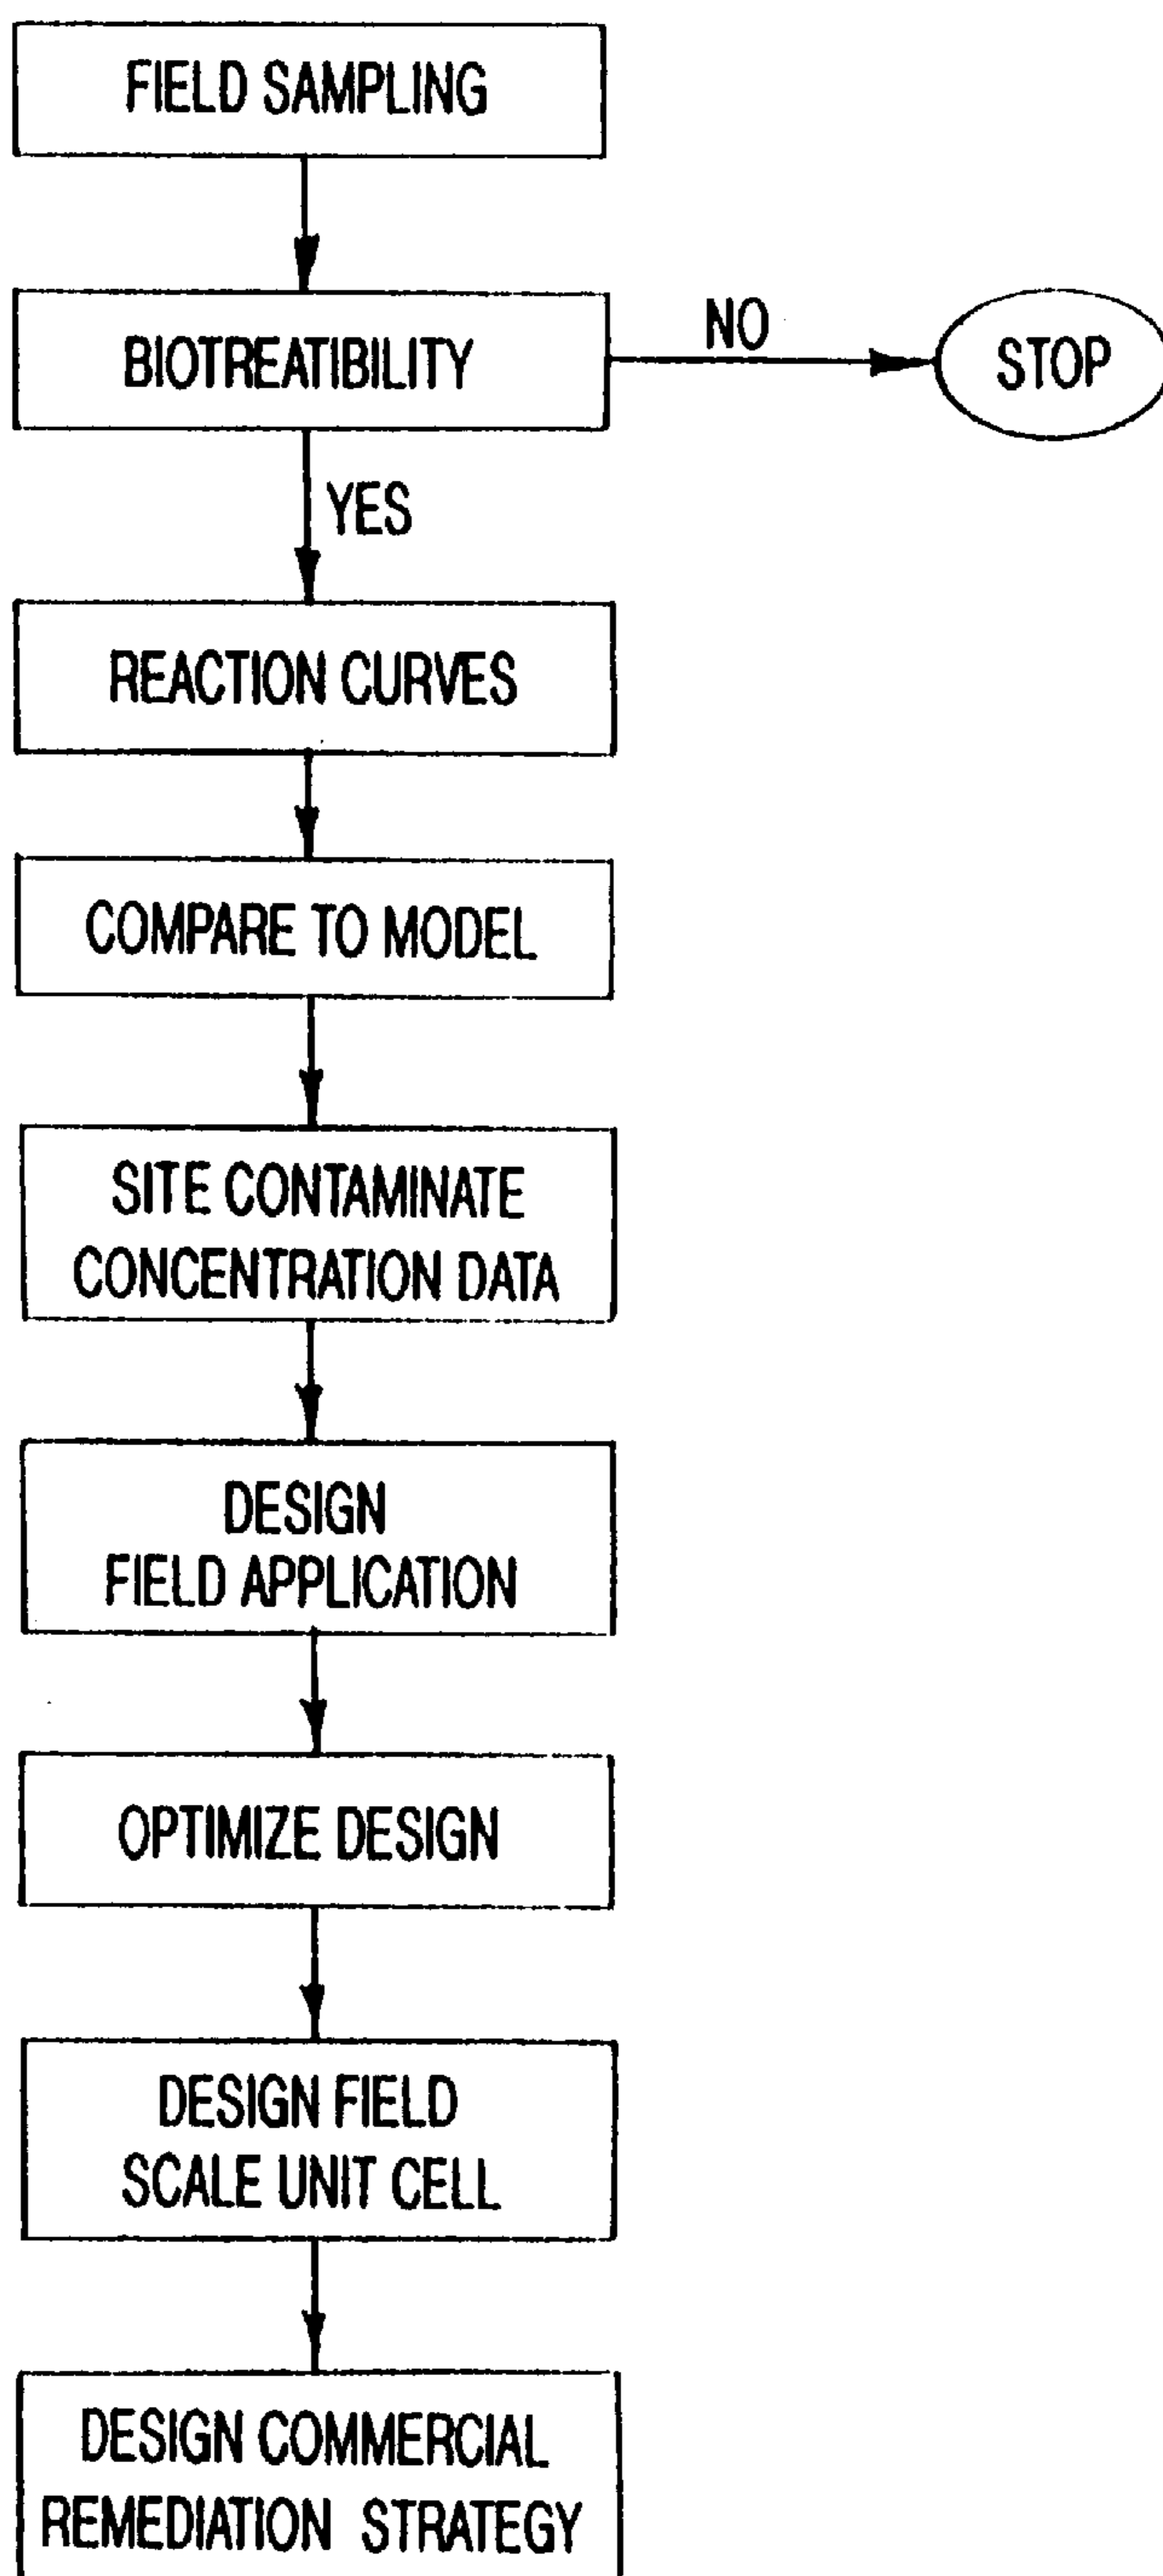 FIELD SAMPLING
BIOTREATIBILITY
NO
STOP
YES
REACTION CURVES
COMPARE TO MODEL
SITE CONTAMINATE
CONCENTRATION DATA
DESIGN
FIELD APPLICATION
OPTIMIZE DESIGN
DESIGN FIELD
SCALE UNIT CELL
DESIGN COMMERCIAL
REMEDIATION STRATEGY